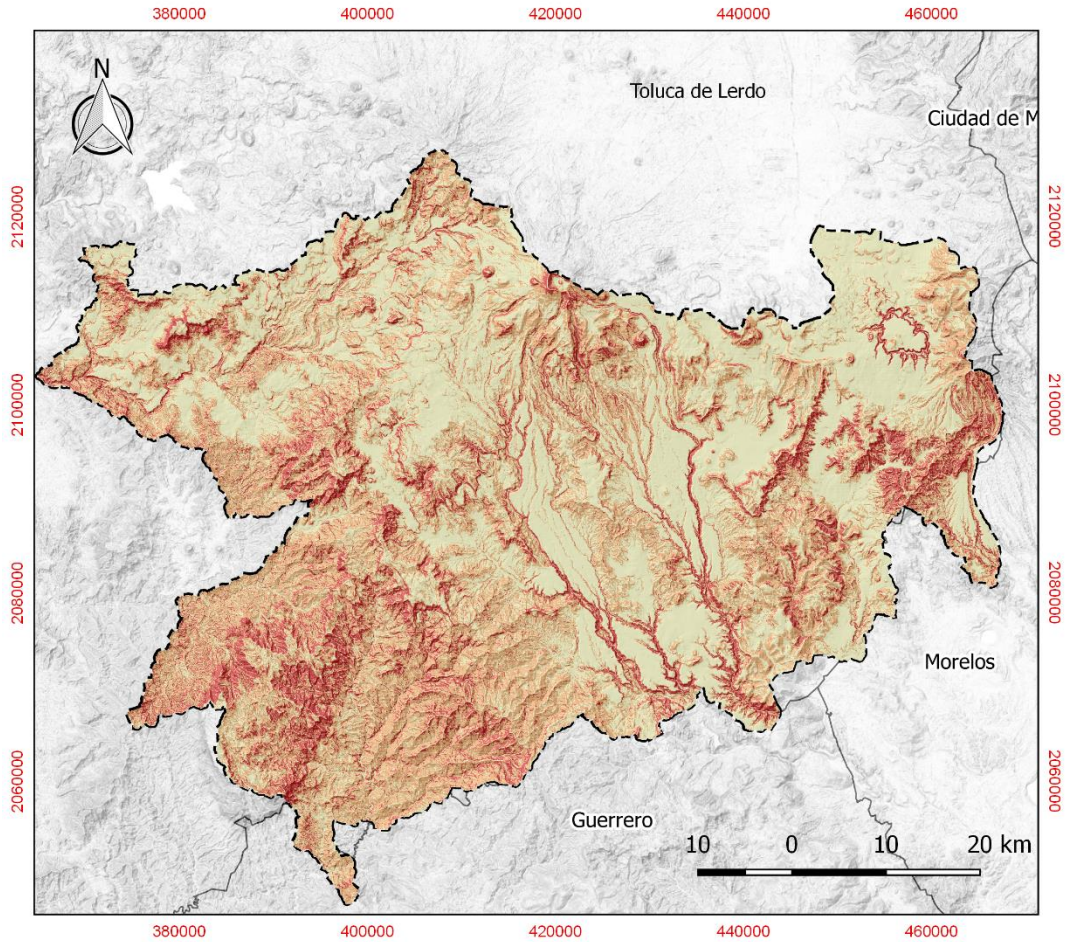 380000 400000 420000 440000 460000
N
Toluca de Lerdo
Ciudad de M
2120000 2120000
2100000 2100000
2080000 2080000
Morelos
2060000 2060000
Guerrero
10 0 10 20 km
380000 400000 420000 440000 460000